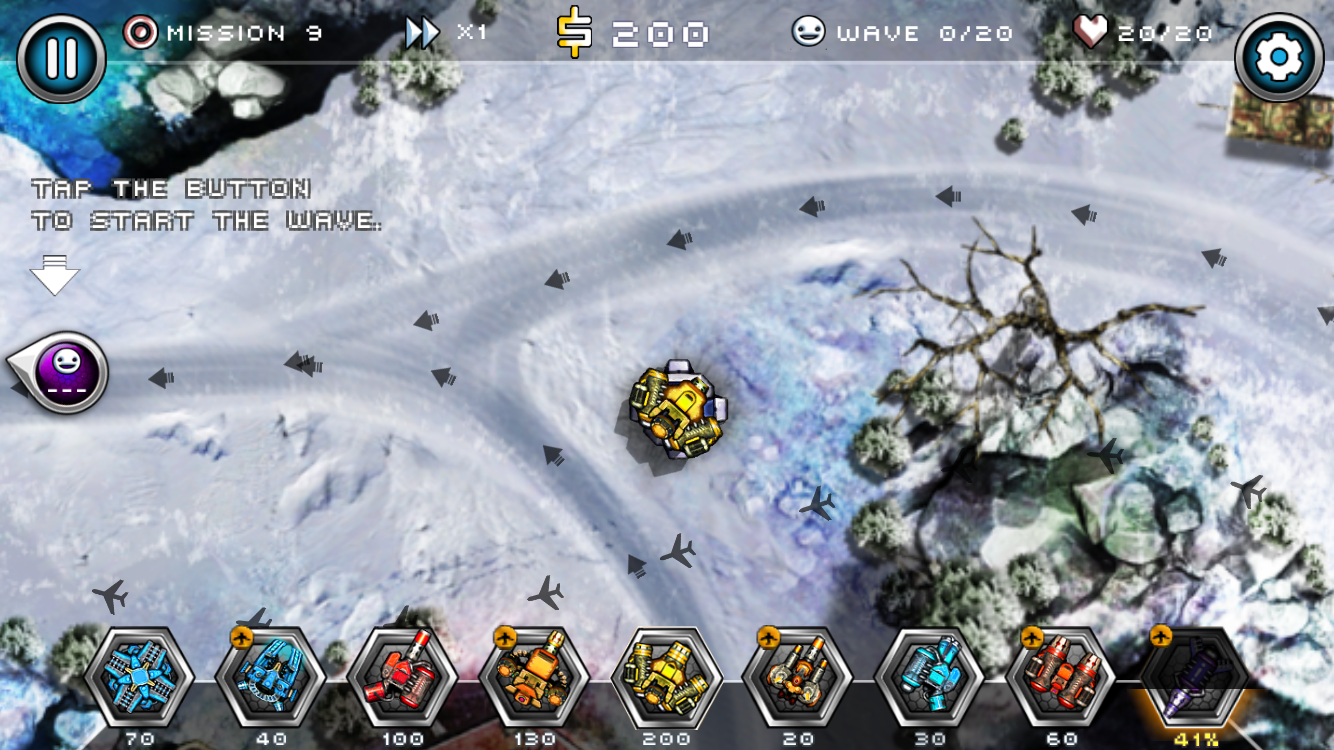 MISSION 9
X1
$ 200
WAVE 0/20
20/20
TAP THE BUTTON
TO START THE WAVE.
70
40
100
130
200
20
30
60
41%